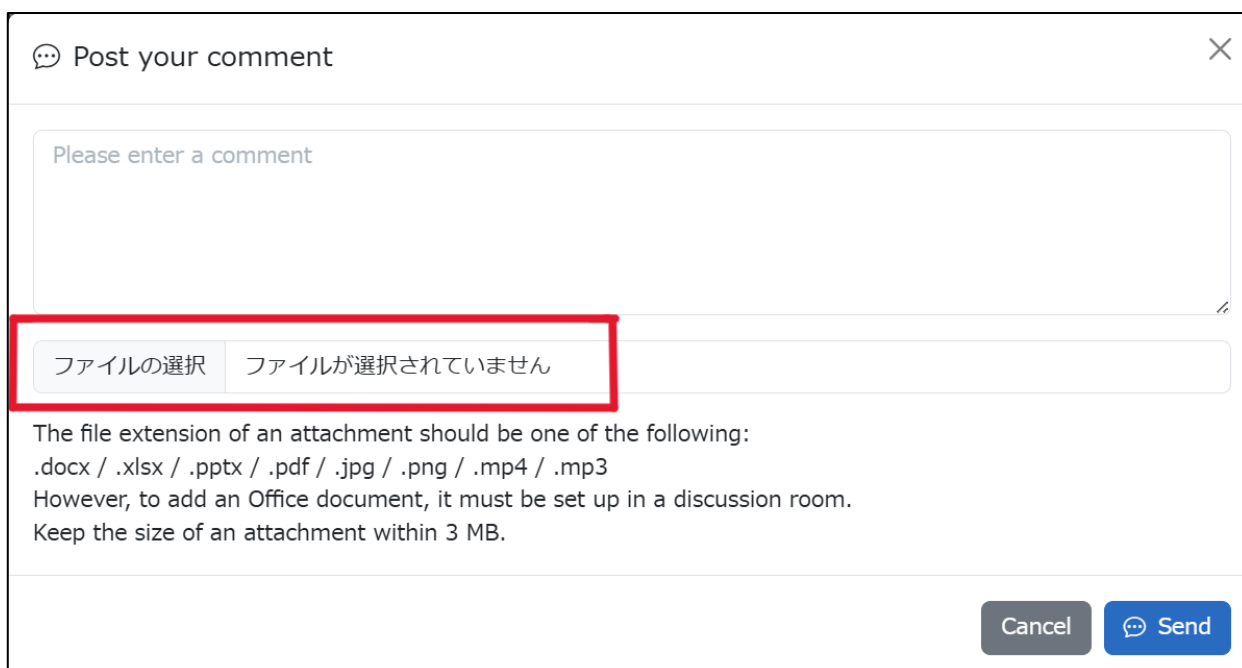 Post your comment
Please enter a comment
ファイルの選択 ファイルが選択されていません
The file extension of an attachment should be one of the following:
.docx / .xlsx / .pptx / .pdf / .jpg / .png / .mp4 / .mp3
However, to add an Office document, it must be set up in a discussion room.
Keep the size of an attachment within 3 MB.
Cancel Send